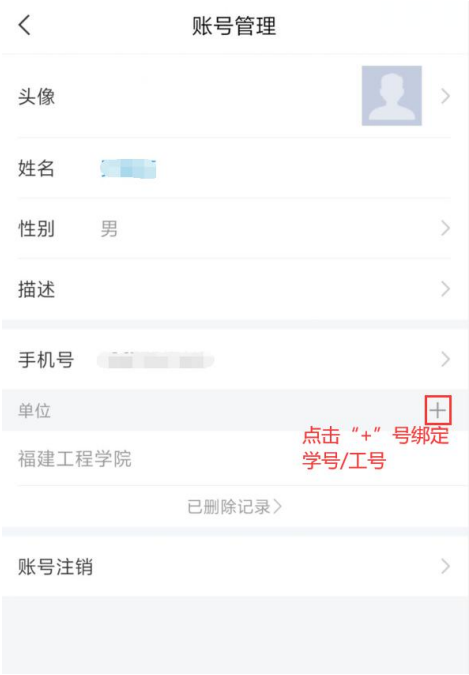 账号管理
头像
姓名
性别 男
描述
手机号
单位
点击“+”号绑定
学号/工号
福建工程学院
已删除记录
账号注销